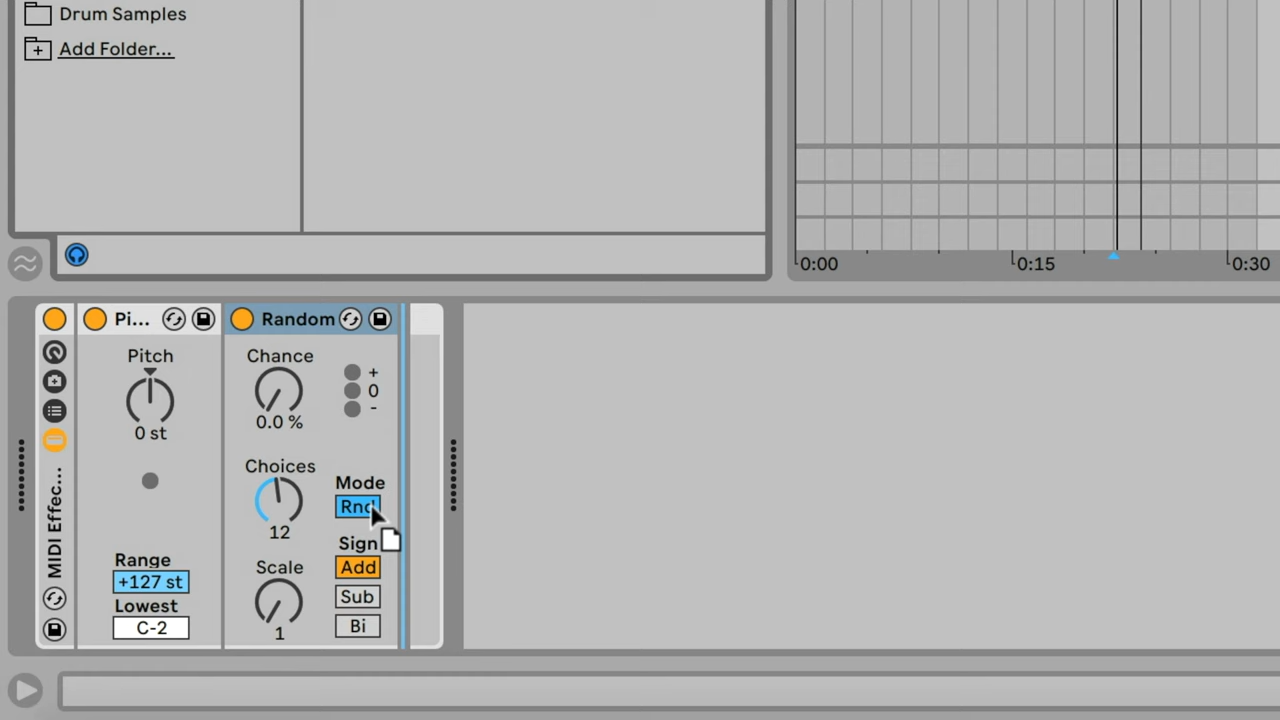 Drum Samples
Add Folder...
0:00
0:15
0:30
Pi...
Random
MIDI Effec...
Pitch
0 st
Range
+127 st
Lowest
C-2
Chance
0.0 %
+
0
-
Choices
12
Mode
Rnd
Sign
Scale
1
Add
Sub
Bi